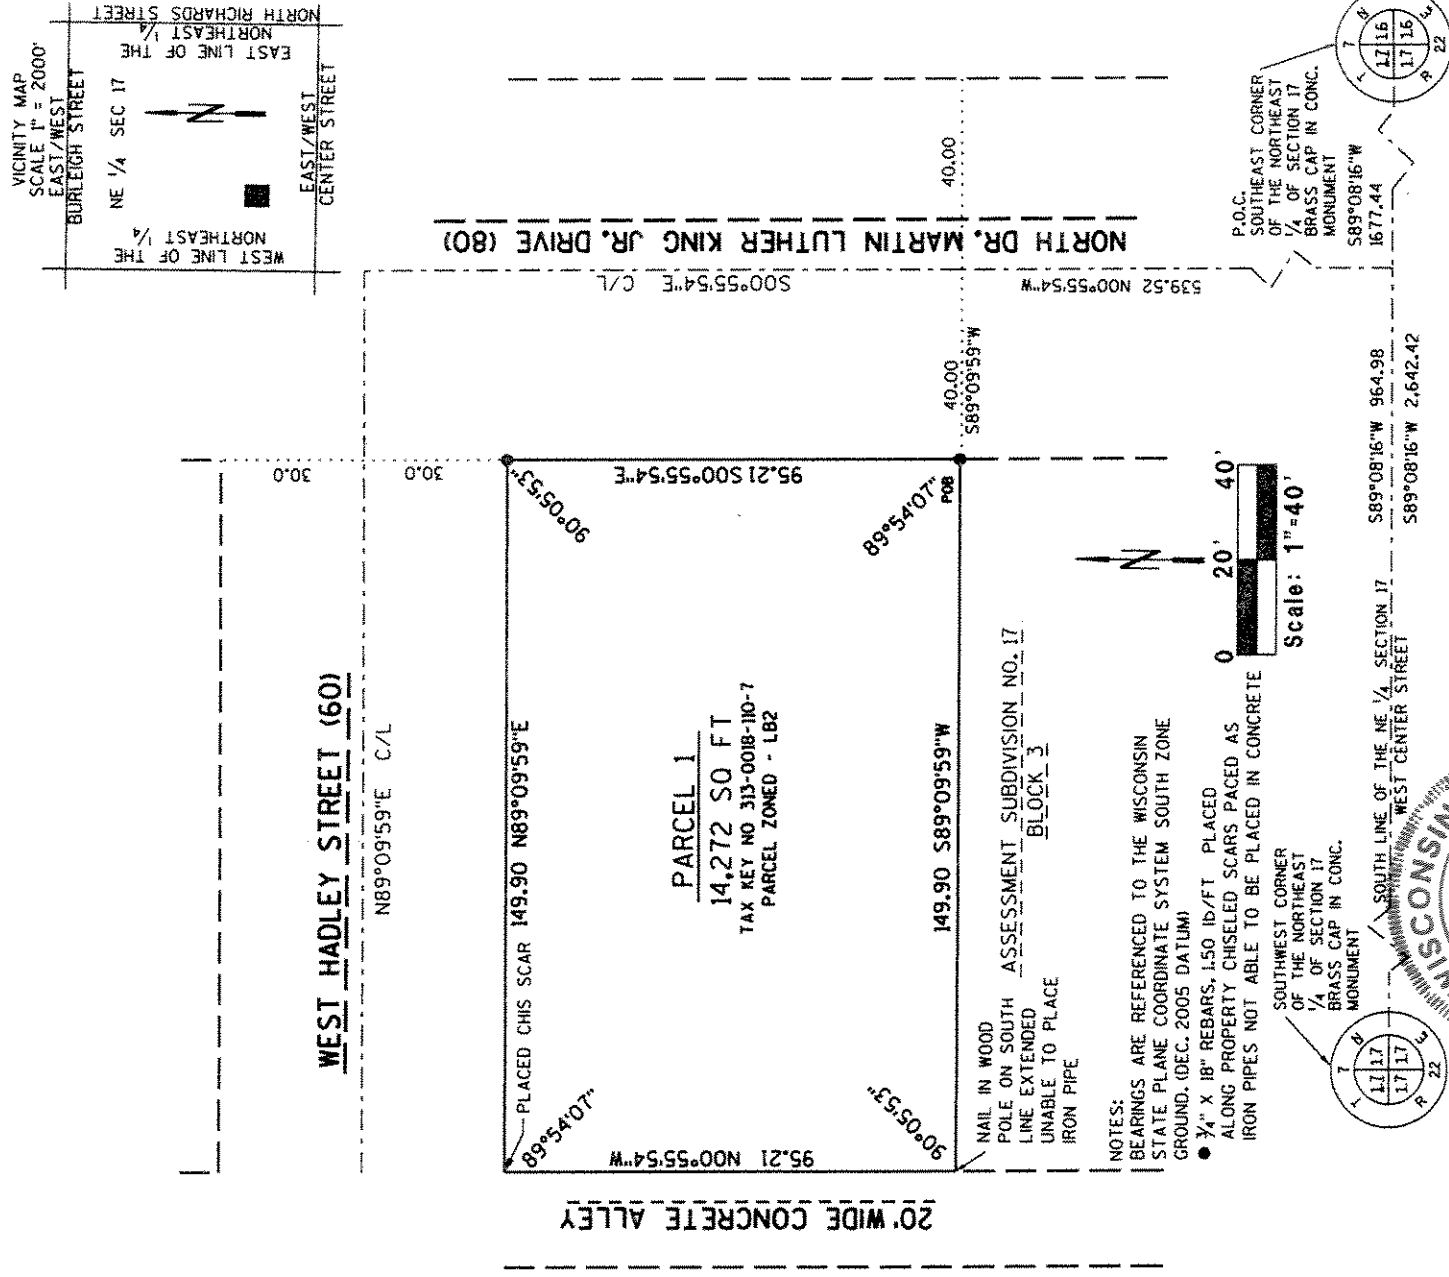 VICINITY MAP
SCALE 1" = 2000'
EAST/WEST
BURLEIGH STREET
NORTH RICHARDS STREET
EAST LINE OF THE
NORTHEAST 1/4
NE 1/4 SEC 17
N
WEST LINE OF THE
NORTHEAST 1/4
EAST/WEST
CENTER STREET
WEST HADLEY STREET (60)
N89°09'59"E C/L
30.0
30.0
NORTH DR. MARTIN LUTHER KING JR. DRIVE (80)
S00°55'54"E C/L
539.52 N00°55'54"W
40.00
40.00
S89°09'59"W
PLACED CHIS SCAR
149.90 N89°09'59"E
90°05'53"
95.21 S00°55'54"E
89°54'07"
POB
89°54'07"
95.21 N00°55'54"W
90°05'53"
PARCEL 1
14,272 SQ FT
TAX KEY NO 313-0018-110-7
PARCEL ZONED - LB2
149.90 S89°09'59"W
20' WIDE CONCRETE ALLEY
NAIL IN WOOD
POLE ON SOUTH
LINE EXTENDED
UNABLE TO PLACE
IRON PIPE
ASSESSMENT SUBDIVISION NO. 17
BLOCK 3
NOTES:
BEARINGS ARE REFERENCED TO THE WISCONSIN
STATE PLANE COORDINATE SYSTEM SOUTH ZONE
GROUND. (DEC. 2005 DATUM)
● 3/4" X 18" REBARS, 1.50 lb/FT PLACED
ALONG PROPERTY CHISELED SCARS PACED AS
IRON PIPES NOT ABLE TO BE PLACED IN CONCRETE
N
0 20' 40'
Scale: 1"=40'
P.O.C.
SOUTHEAST CORNER
OF THE NORTHEAST
1/4 OF SECTION 17
BRASS CAP IN CONC.
MONUMENT
S89°08'16"W
1677.44
T 7 N
17 16
17 16
R 22 E
SOUTHWEST CORNER
OF THE NORTHEAST
1/4 OF SECTION 17
BRASS CAP IN CONC.
MONUMENT
T 7 N
17 17
17 17
R 22 E
SOUTH LINE OF THE NE 1/4 SECTION 17
WEST CENTER STREET
S89°08'16"W 964.98
S89°08'16"W 2,642.42
WISCONSIN